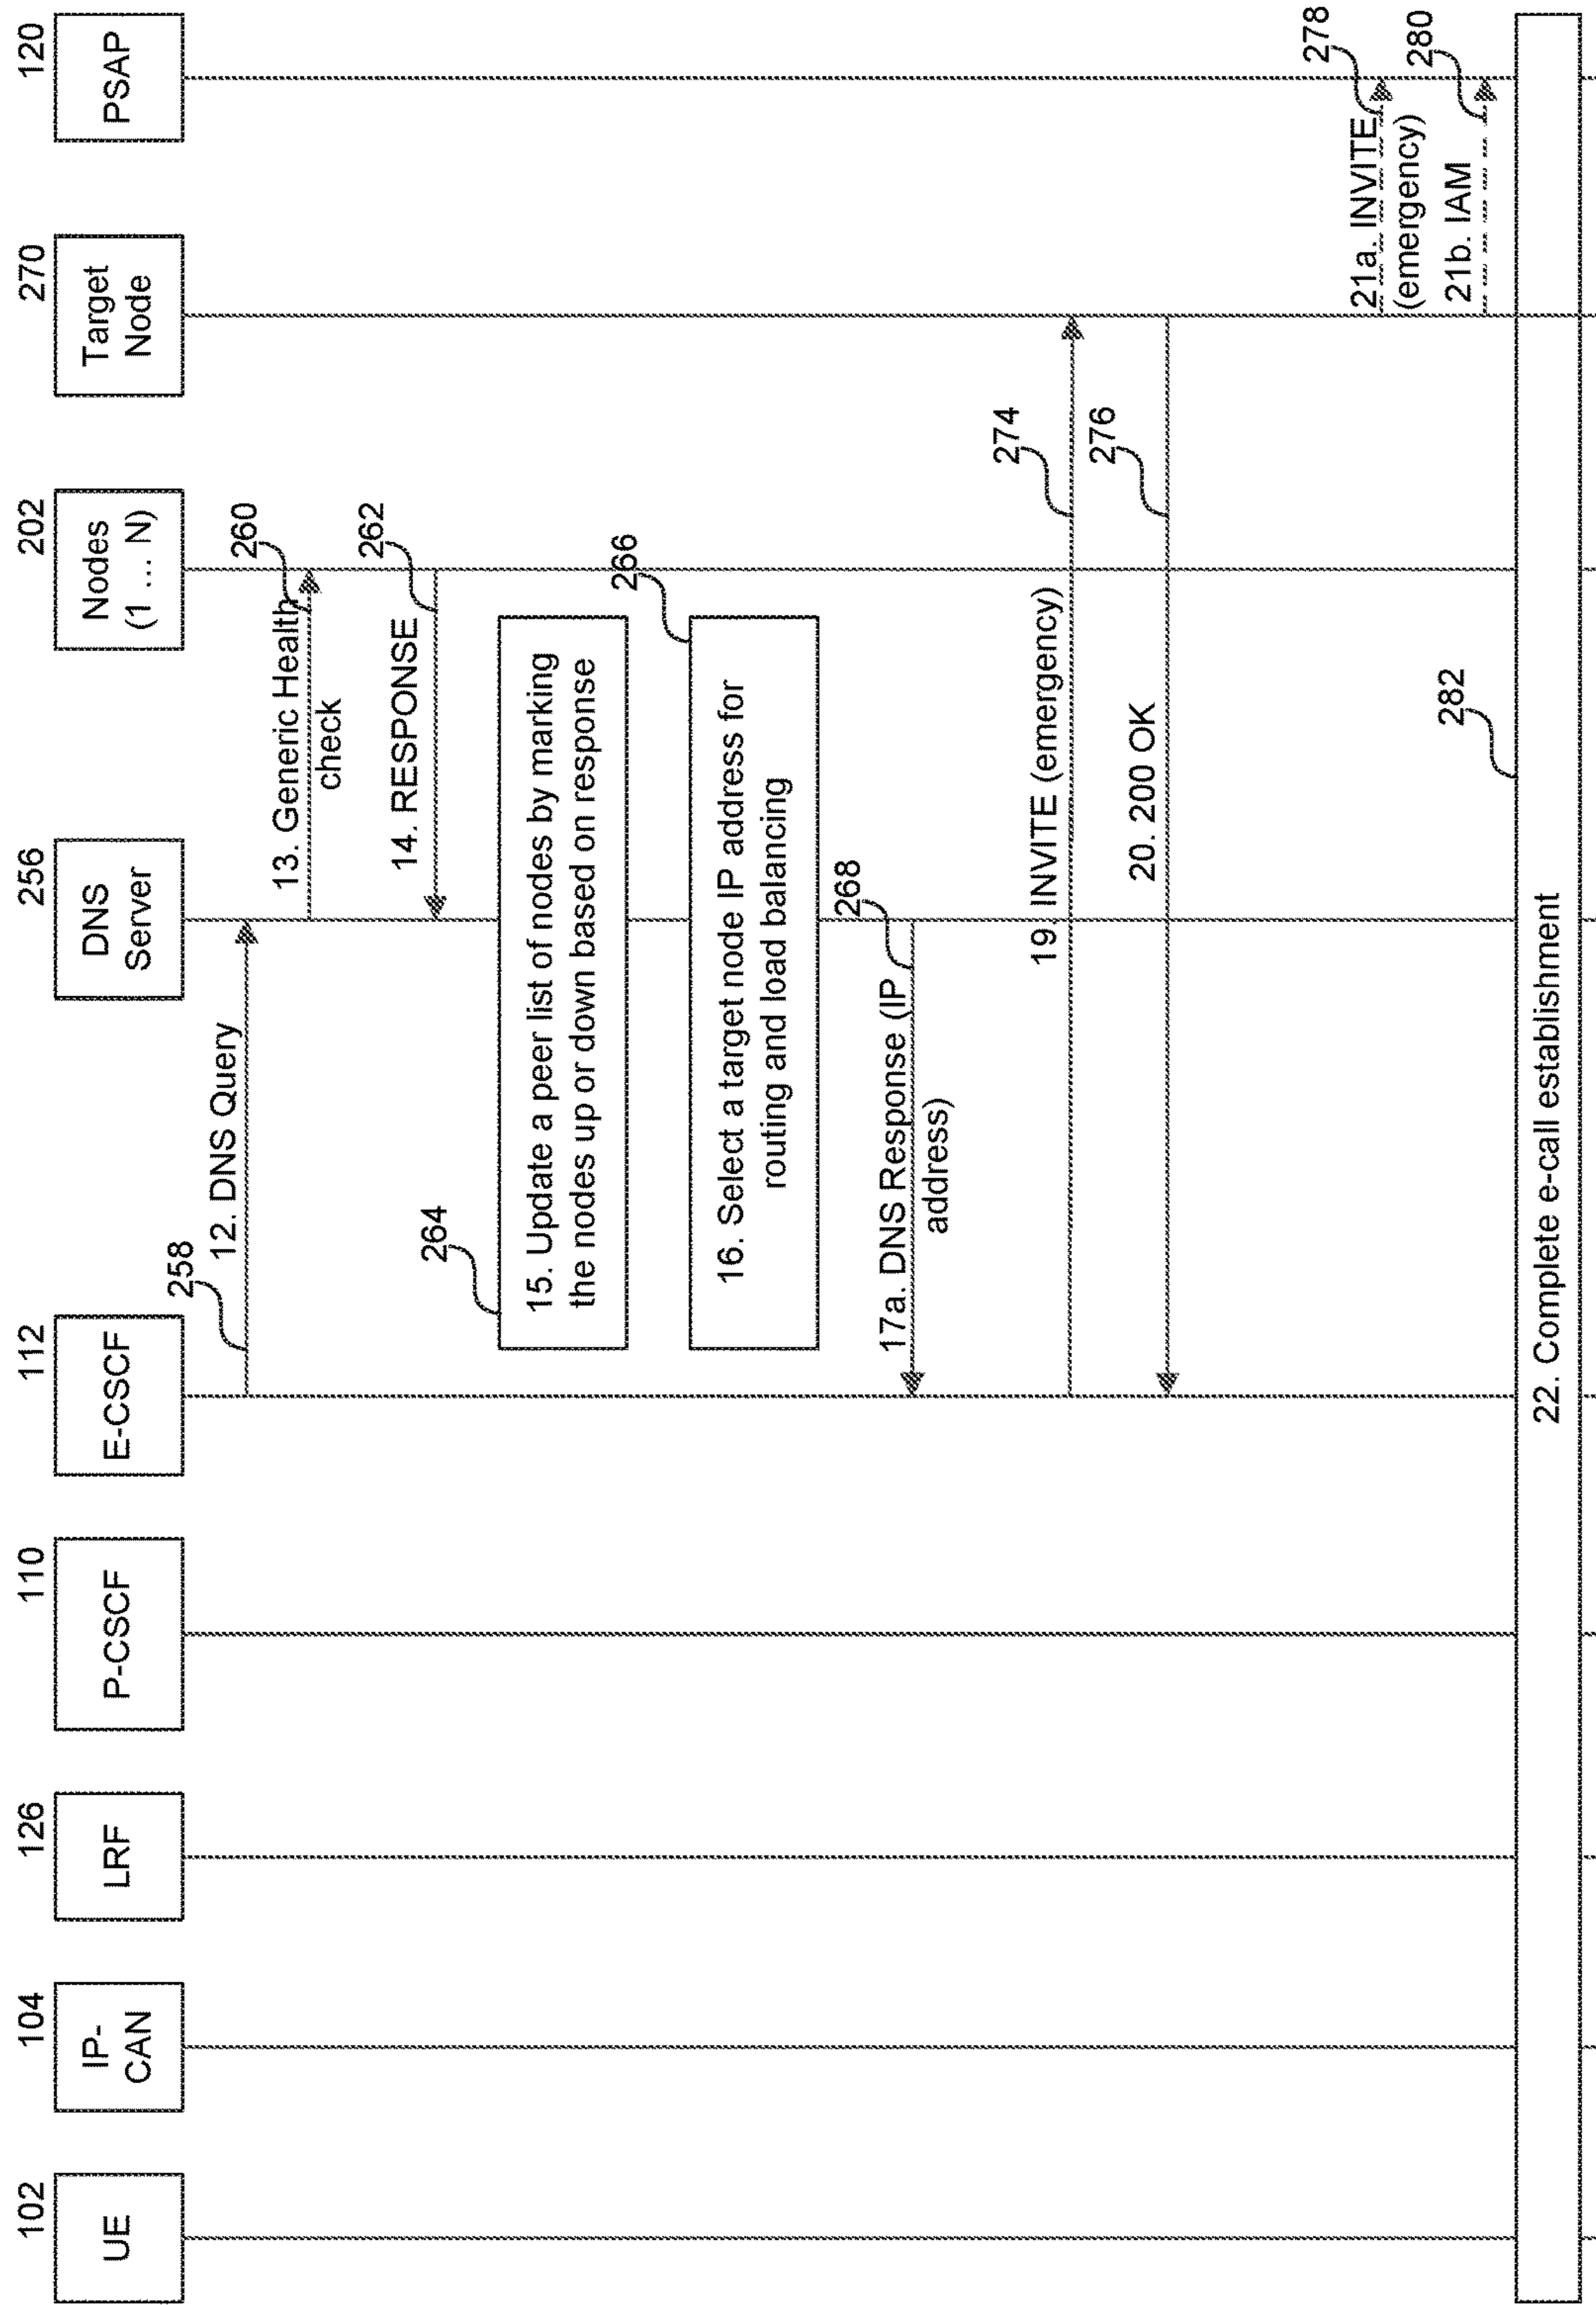 102
104
126
110
112
256
202
270
120
UE
IP-
CAN
LRF
P-CSCF
E-CSCF
DNS
Server
Nodes
(1 ... N)
Target
Node
PSAP
258
12. DNS Query
260
13. Generic Health
check
262
14. RESPONSE
264
15. Update a peer list of nodes by marking
the nodes up or down based on response
266
16. Select a target node IP address for
routing and load balancing
268
17a. DNS Response (IP
address)
274
19. INVITE (emergency)
276
20. 200 OK
278
21a. INVITE
(emergency)
280
21b. IAM
282
22. Complete e-call establishment